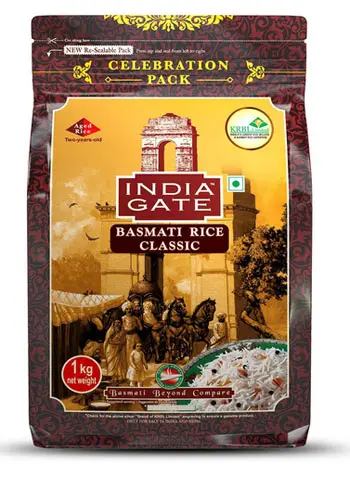 NEW Re-Sealable Pack
CELEBRATION
PACK
Aged
Rice
Two-years-old
KRBL Limited
INDIA
GATE
BASMATI RICE
CLASSIC
1 kg
net weight
Basmati Beyond Compare